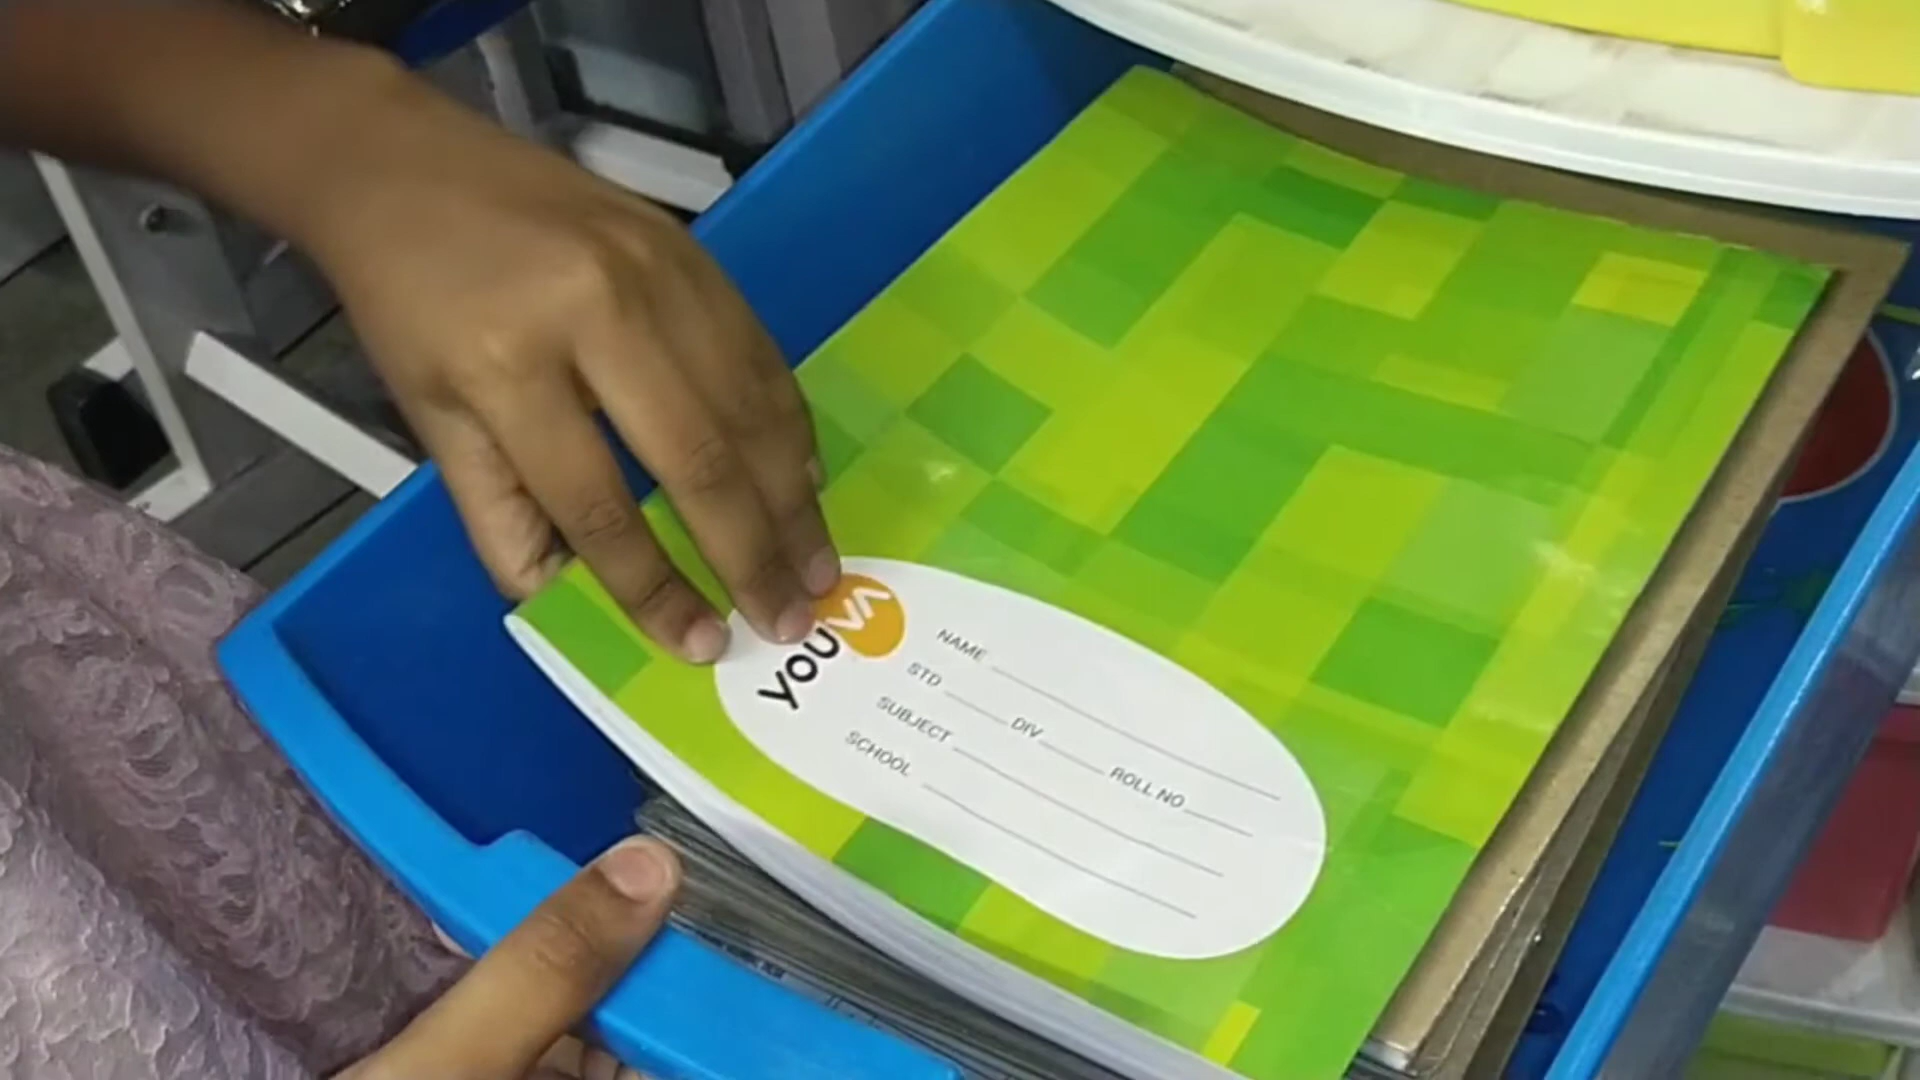 YOUVA
NAME
STD DIV ROLL NO
SUBJECT
SCHOOL